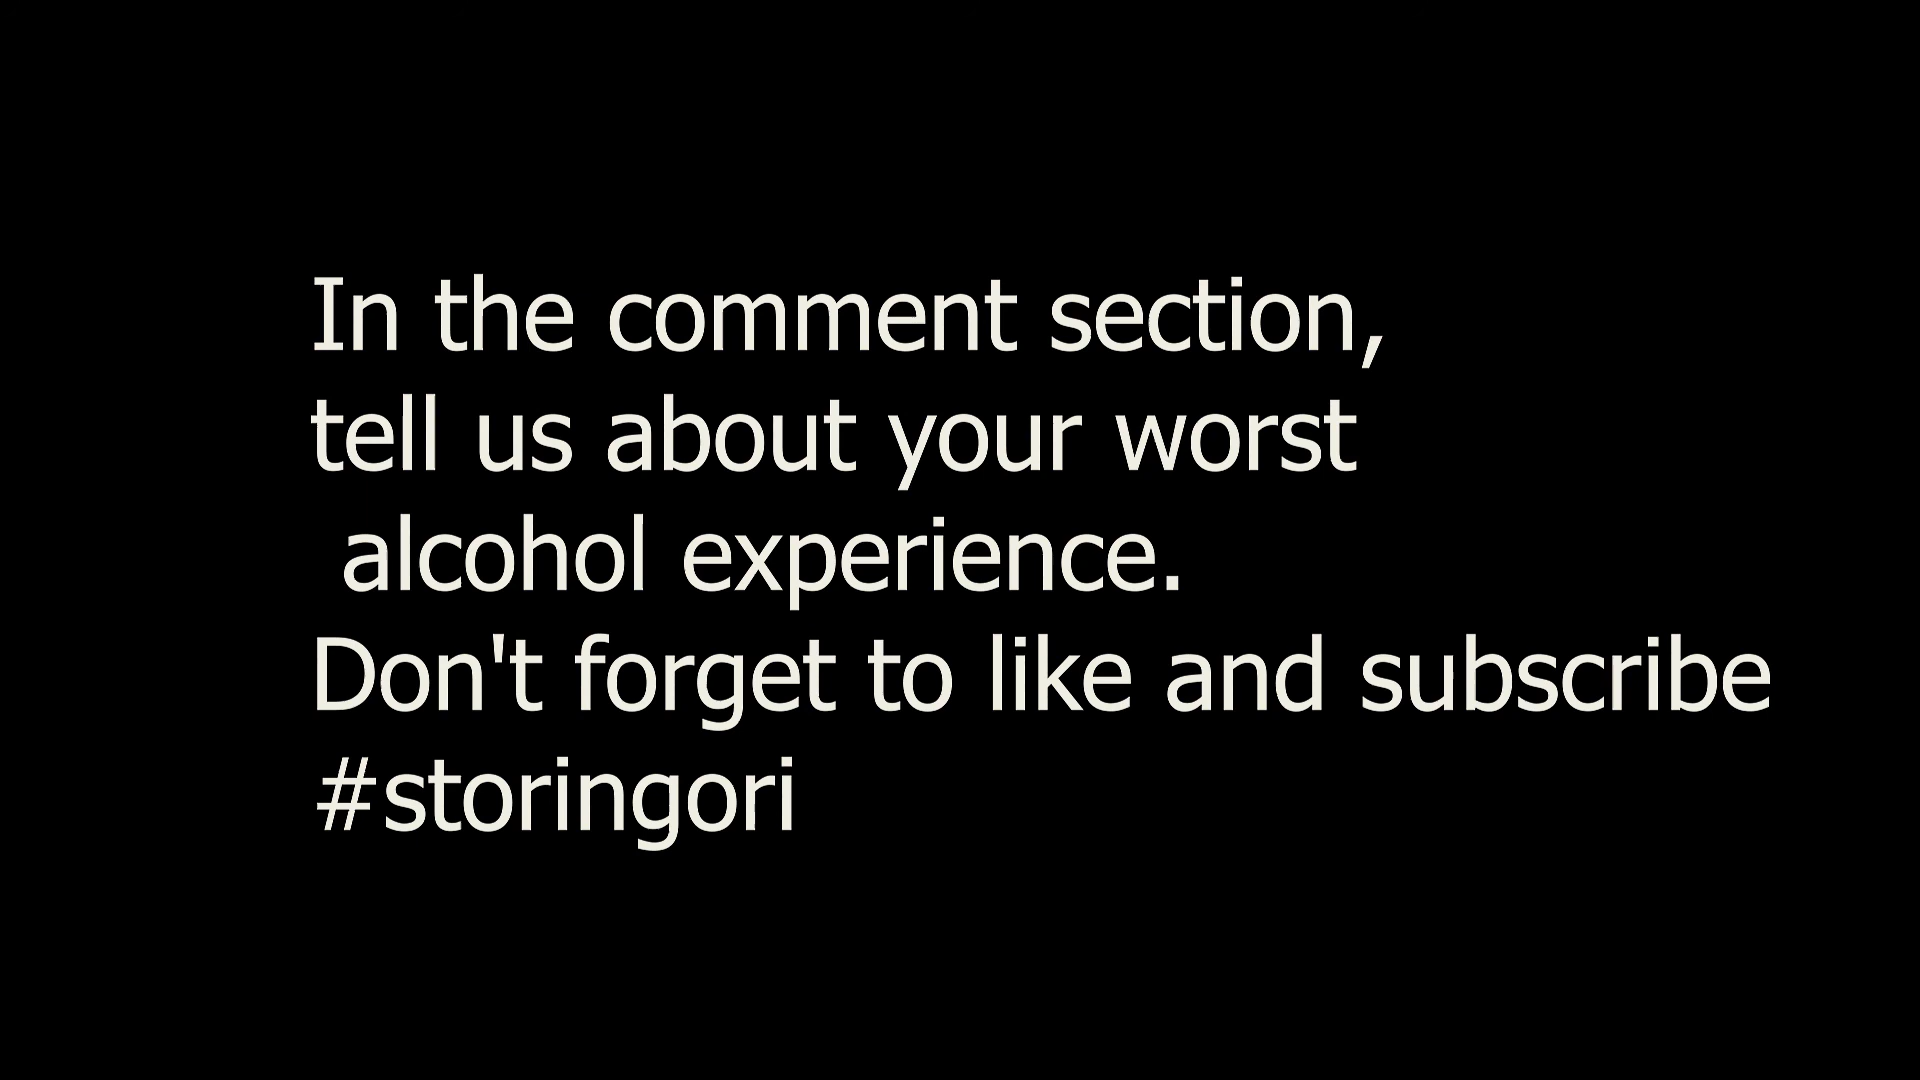 In the comment section,
tell us about your worst
alcohol experience.
Don't forget to like and subscribe
#storingori